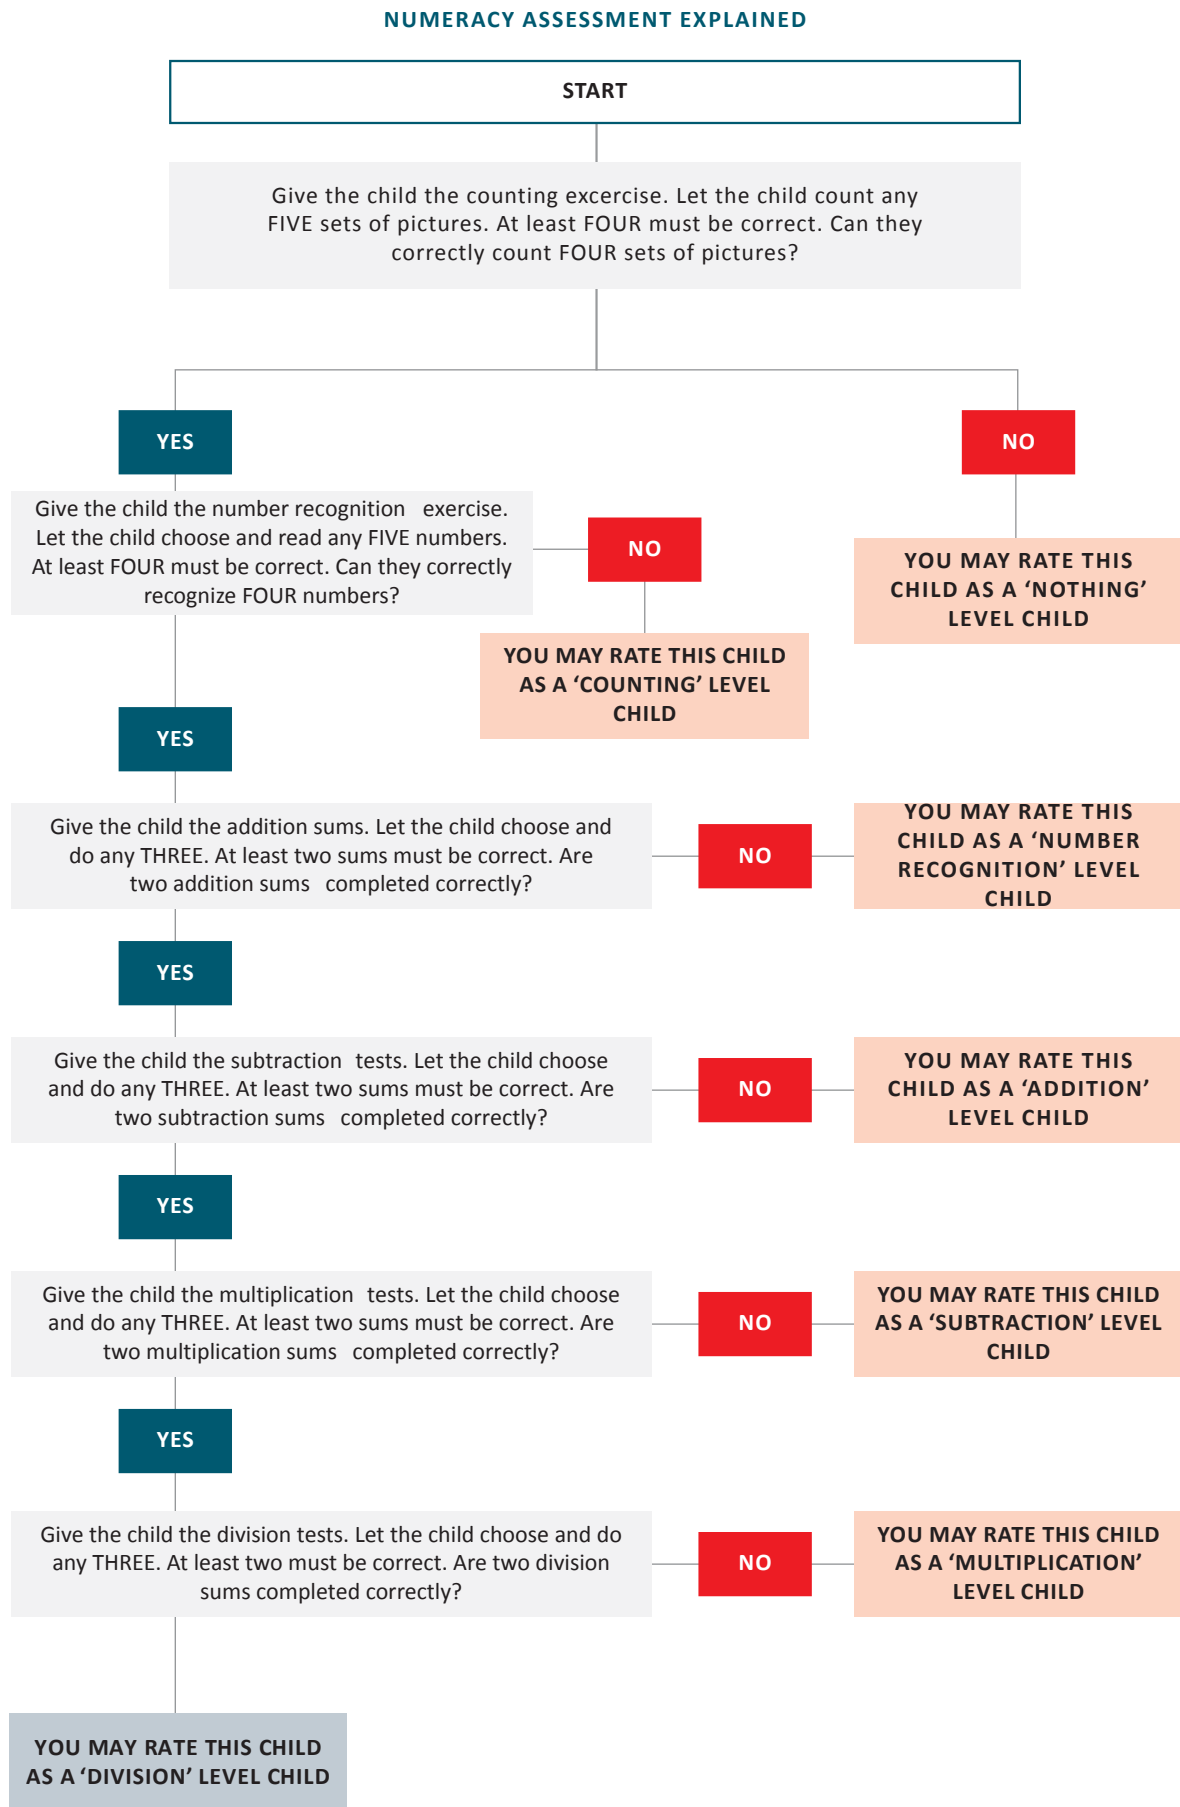 NUMERACY ASSESSMENT EXPLAINED
START
Give the child the counting excercise. Let the child count any
FIVE sets of pictures. At least FOUR must be correct. Can they
correctly count FOUR sets of pictures?
YES
NO
Give the child the number recognition exercise.
Let the child choose and read any FIVE numbers.
At least FOUR must be correct. Can they correctly
recognize FOUR numbers?
NO
YOU MAY RATE THIS
CHILD AS A ‘NOTHING’
LEVEL CHILD
YOU MAY RATE THIS CHILD
AS A ‘COUNTING’ LEVEL
CHILD
YES
Give the child the addition sums. Let the child choose and
do any THREE. At least two sums must be correct. Are
two addition sums completed correctly?
NO
YOU MAY RATE THIS
CHILD AS A ‘NUMBER
RECOGNITION’ LEVEL
CHILD
YES
Give the child the subtraction tests. Let the child choose
and do any THREE. At least two sums must be correct. Are
two subtraction sums completed correctly?
NO
YOU MAY RATE THIS
CHILD AS A ‘ADDITION’
LEVEL CHILD
YES
Give the child the multiplication tests. Let the child choose
and do any THREE. At least two sums must be correct. Are
two multiplication sums completed correctly?
NO
YOU MAY RATE THIS CHILD
AS A ‘SUBTRACTION’ LEVEL
CHILD
YES
Give the child the division tests. Let the child choose and do
any THREE. At least two must be correct. Are two division
sums completed correctly?
NO
YOU MAY RATE THIS CHILD
AS A ‘MULTIPLICATION’
LEVEL CHILD
YOU MAY RATE THIS CHILD
AS A ‘DIVISION’ LEVEL CHILD